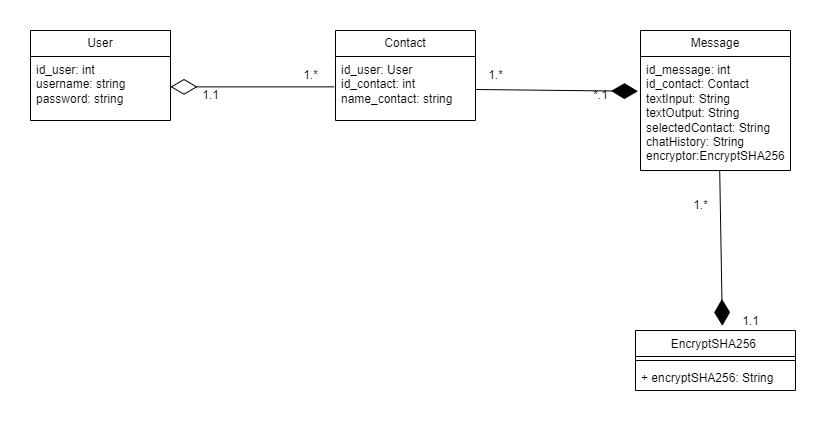 User
id_user: int
username: string
password: string
1.1
1.*
Contact
id_user: User
id_contact: int
name_contact: string
1.*
*.1
Message
id_message: int
id_contact: Contact
textInput: String
textOutput: String
selectedContact: String
chatHistory: String
encryptor:EncryptSHA256
1.*
1.1
EncryptSHA256
+ encryptSHA256: String